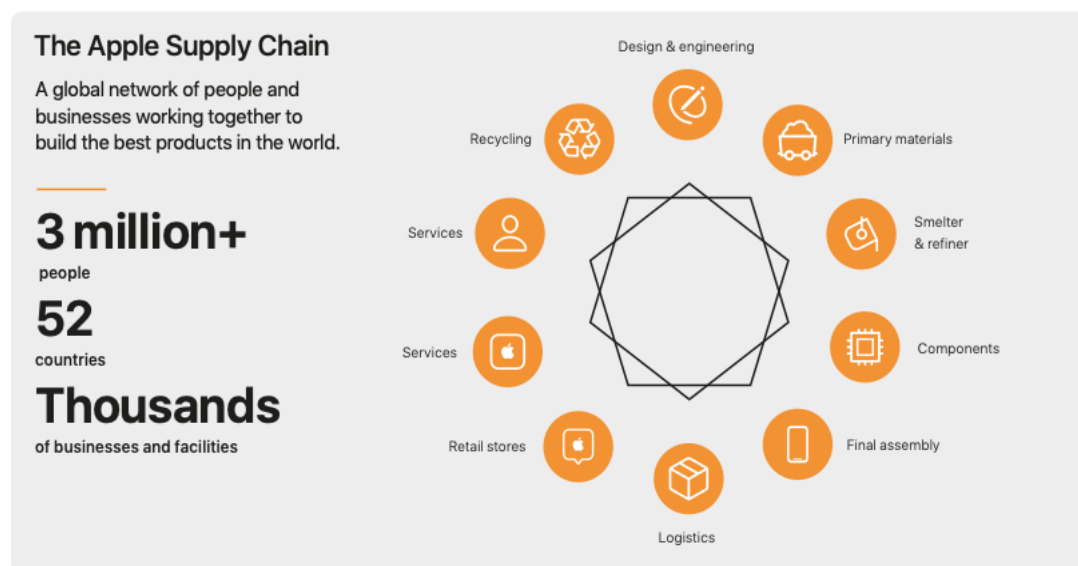 The Apple Supply Chain
A global network of people and
businesses working together to
build the best products in the world.
3 million+
people
52
countries
Thousands
of businesses and facilities
Design & engineering
Primary materials
Smelter
& refiner
Components
Final assembly
Logistics
Retail stores
Services
Services
Recycling